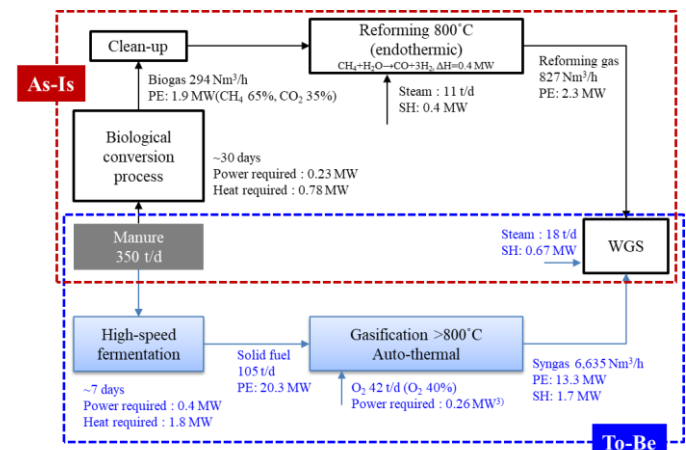 As-Is
Clean-up
Reforming 800˚C
(endothermic)
CH₄+H₂O→CO+3H₂, ΔH=0.4 MW
Reforming gas
827 Nm³/h
PE: 2.3 MW
Biogas 294 Nm³/h
PE: 1.9 MW(CH₄ 65%, CO₂ 35%)
Steam : 11 t/d
SH: 0.4 MW
Biological
conversion
process
~30 days
Power required : 0.23 MW
Heat required : 0.78 MW
Manure
350 t/d
Steam : 18 t/d
SH: 0.67 MW
WGS
High-speed
fermentation
Solid fuel
105 t/d
PE: 20.3 MW
Gasification >800˚C
Auto-thermal
Syngas 6,635 Nm³/h
PE: 13.3 MW
SH: 1.7 MW
~7 days
Power required : 0.4 MW
Heat required : 1.8 MW
O₂ 42 t/d (O₂ 40%)
Power required : 0.26 MW³⁾
To-Be